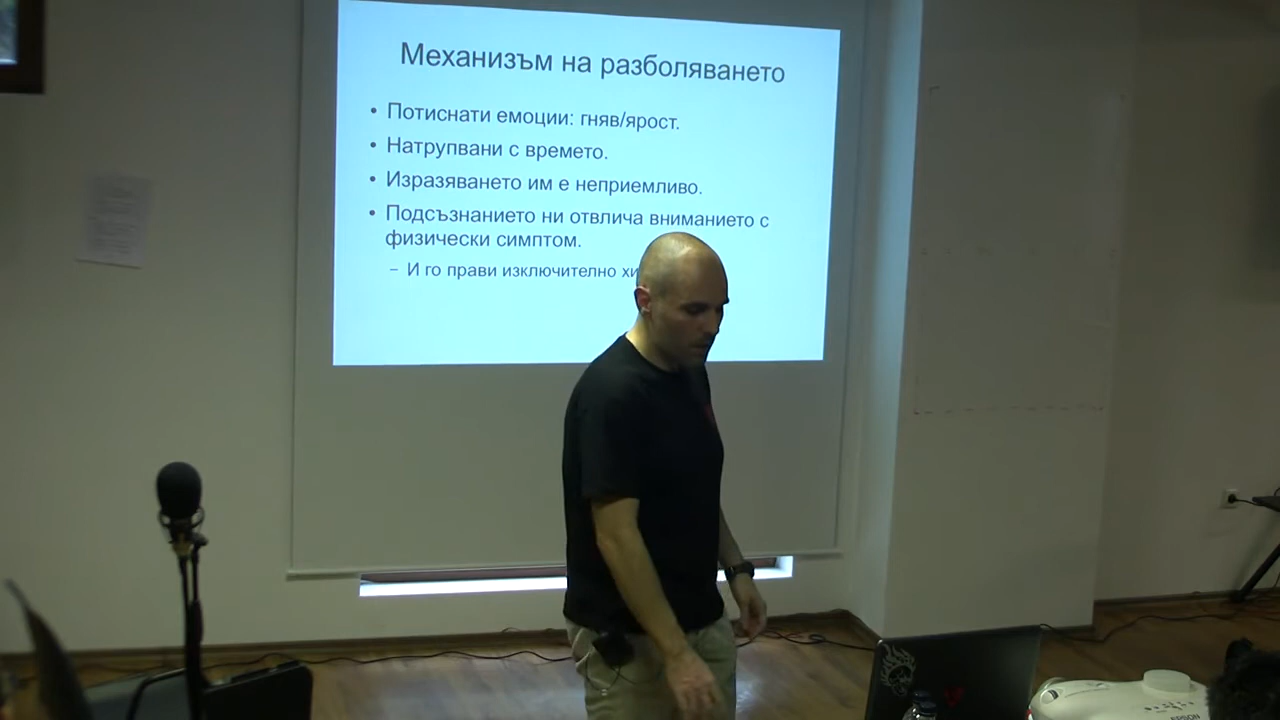 Механизъм на разболяването
• Потиснати емоции: гняв/ярост.
• Натрупвани с времето.
• Изразяването им е неприемливо.
• Подсъзнанието ни отвлича вниманието с
физически симптом.
– И го прави изключително
EPSON